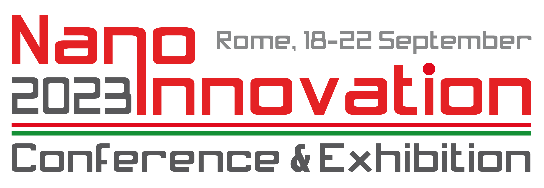 Nano
Rome, 18-22 September
2023 Innovation
Conference & Exhibition